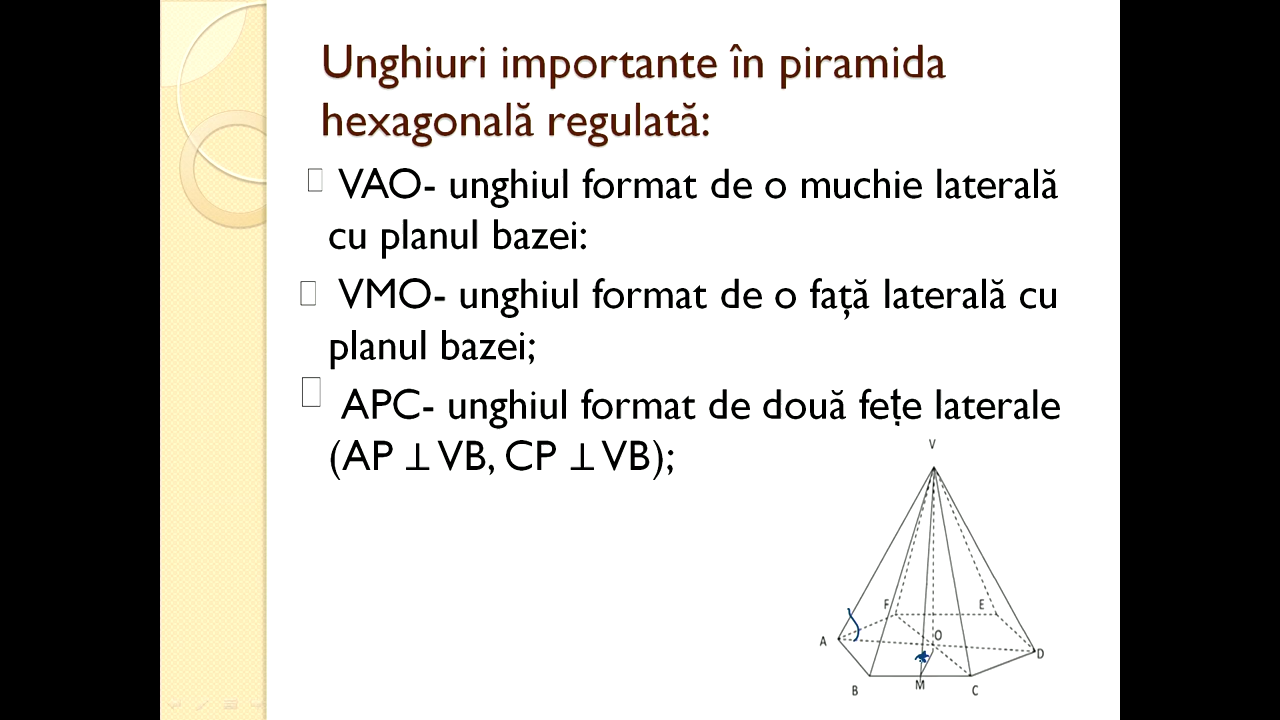 Unghiuri importante în piramida
hexagonală regulată:
VAO- unghiul format de o muchie laterală
cu planul bazei:
VMO- unghiul format de o față laterală cu
planul bazei;
APC- unghiul format de două fețe laterale
(AP ⊥ VB, CP ⊥ VB);
V
F
E
A
O
D
B
M
C